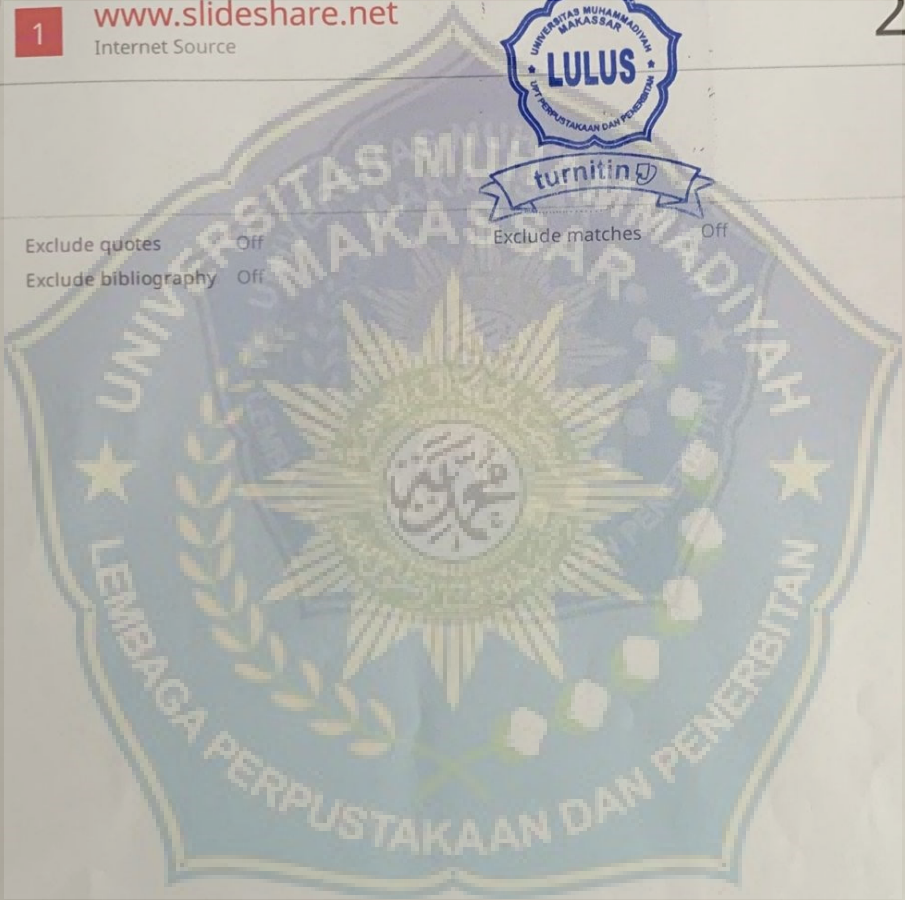 1 www.slideshare.net 2
Internet Source
UNIVERSITAS MUHAMMADIYAH
MAKASSAR
LULUS
UPT PERPUSTAKAAN DAN PENERBITAN
turnitin
Exclude quotes Off Exclude matches Off
Exclude bibliography Off
UNIVERSITAS MUHAMMADIYAH
MAKASSAR
محمدية
LEMBAGA PERPUSTAKAAN DAN PENERBITAN